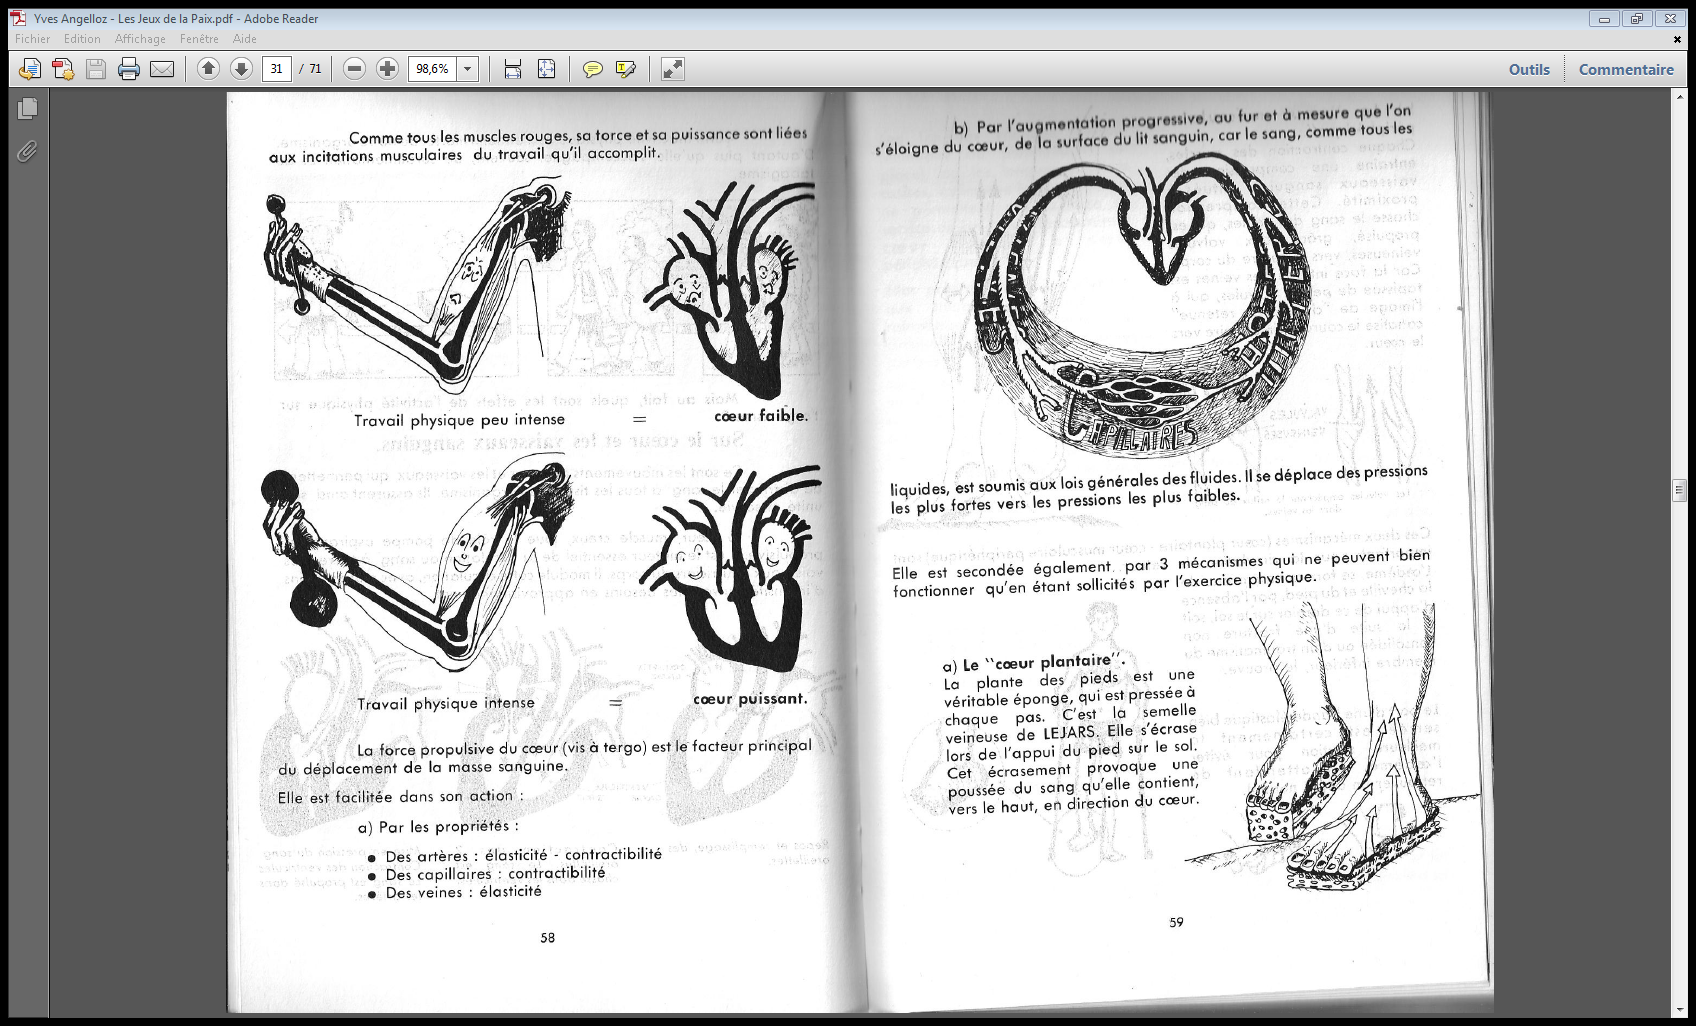 Yves Angelloz - Les Jeux de la Paix.pdf - Adobe Reader
Fichier Edition Affichage Fenêtre Aide
31 / 71 98,6% Outils Commentaire
Comme tous les muscles rouges, sa force et sa puissance sont liées
aux incitations musculaires du travail qu'il accomplit.
Travail physique peu intense = cœur faible.
Travail physique intense = cœur puissant.
La force propulsive du cœur (vis à tergo) est le facteur principal
du déplacement de la masse sanguine.
Elle est facilitée dans son action :
a) Par les propriétés :
● Des artères : élasticité - contractibilité
● Des capillaires : contractibilité
● Des veines : élasticité
58
b) Par l'augmentation progressive, au fur et à mesure que l'on
s'éloigne du cœur, de la surface du lit sanguin, car le sang, comme tous les
CAPILLAIRES
liquides, est soumis aux lois générales des fluides. Il se déplace des pressions
les plus fortes vers les pressions les plus faibles.
Elle est secondée également par 3 mécanismes qui ne peuvent bien
fonctionner qu'en étant sollicités par l'exercice physique.
a) Le "cœur plantaire".
La plante des pieds est une
véritable éponge, qui est pressée à
chaque pas. C'est la semelle
veineuse de LEJARS. Elle s'écrase
lors de l'appui du pied sur le sol.
Cet écrasement provoque une
poussée du sang qu'elle contient,
vers le haut, en direction du cœur.
59